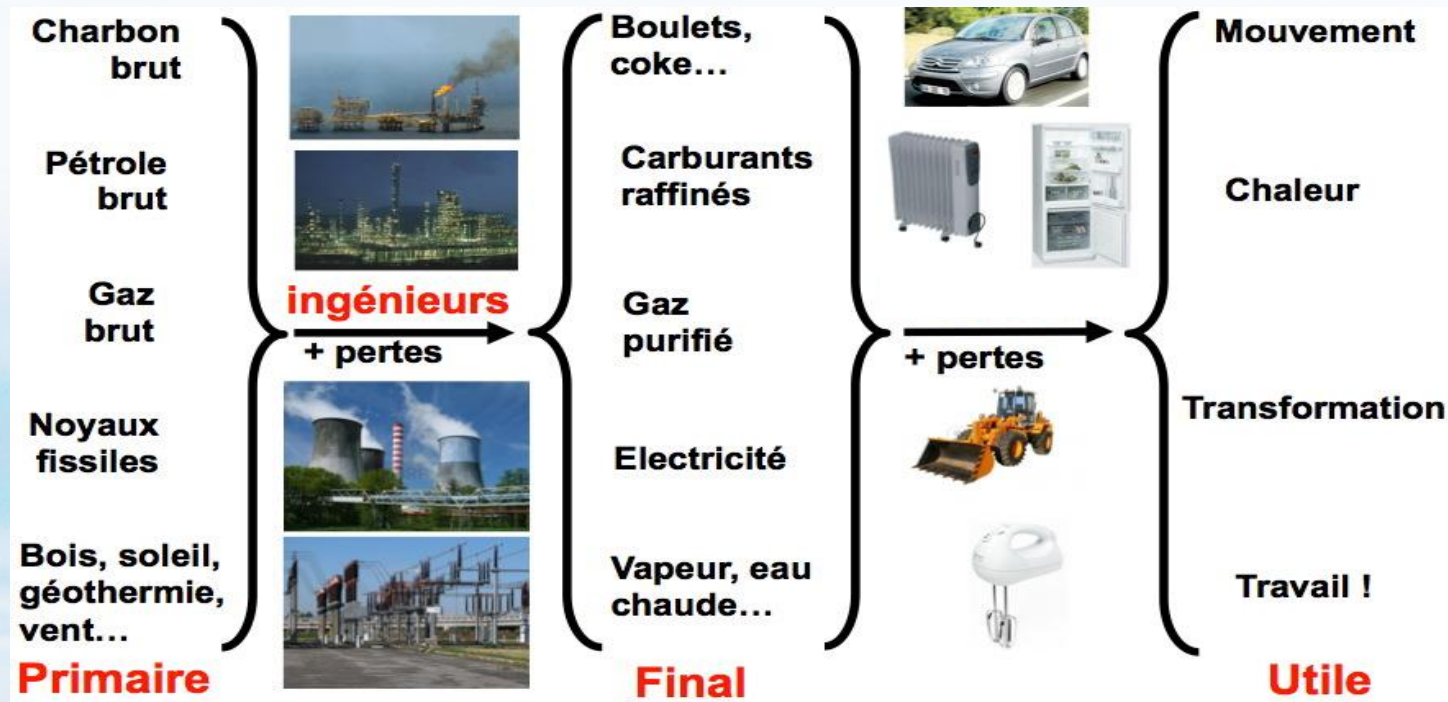 Charbon
brut
Pétrole
brut
Gaz
brut
Noyaux
fissiles
Bois, soleil,
géothermie,
vent...
Primaire
ingénieurs
+ pertes
Boulets,
coke...
Carburants
raffinés
Gaz
purifié
Electricité
Vapeur, eau
chaude...
Final
+ pertes
Mouvement
Chaleur
Transformation
Travail !
Utile